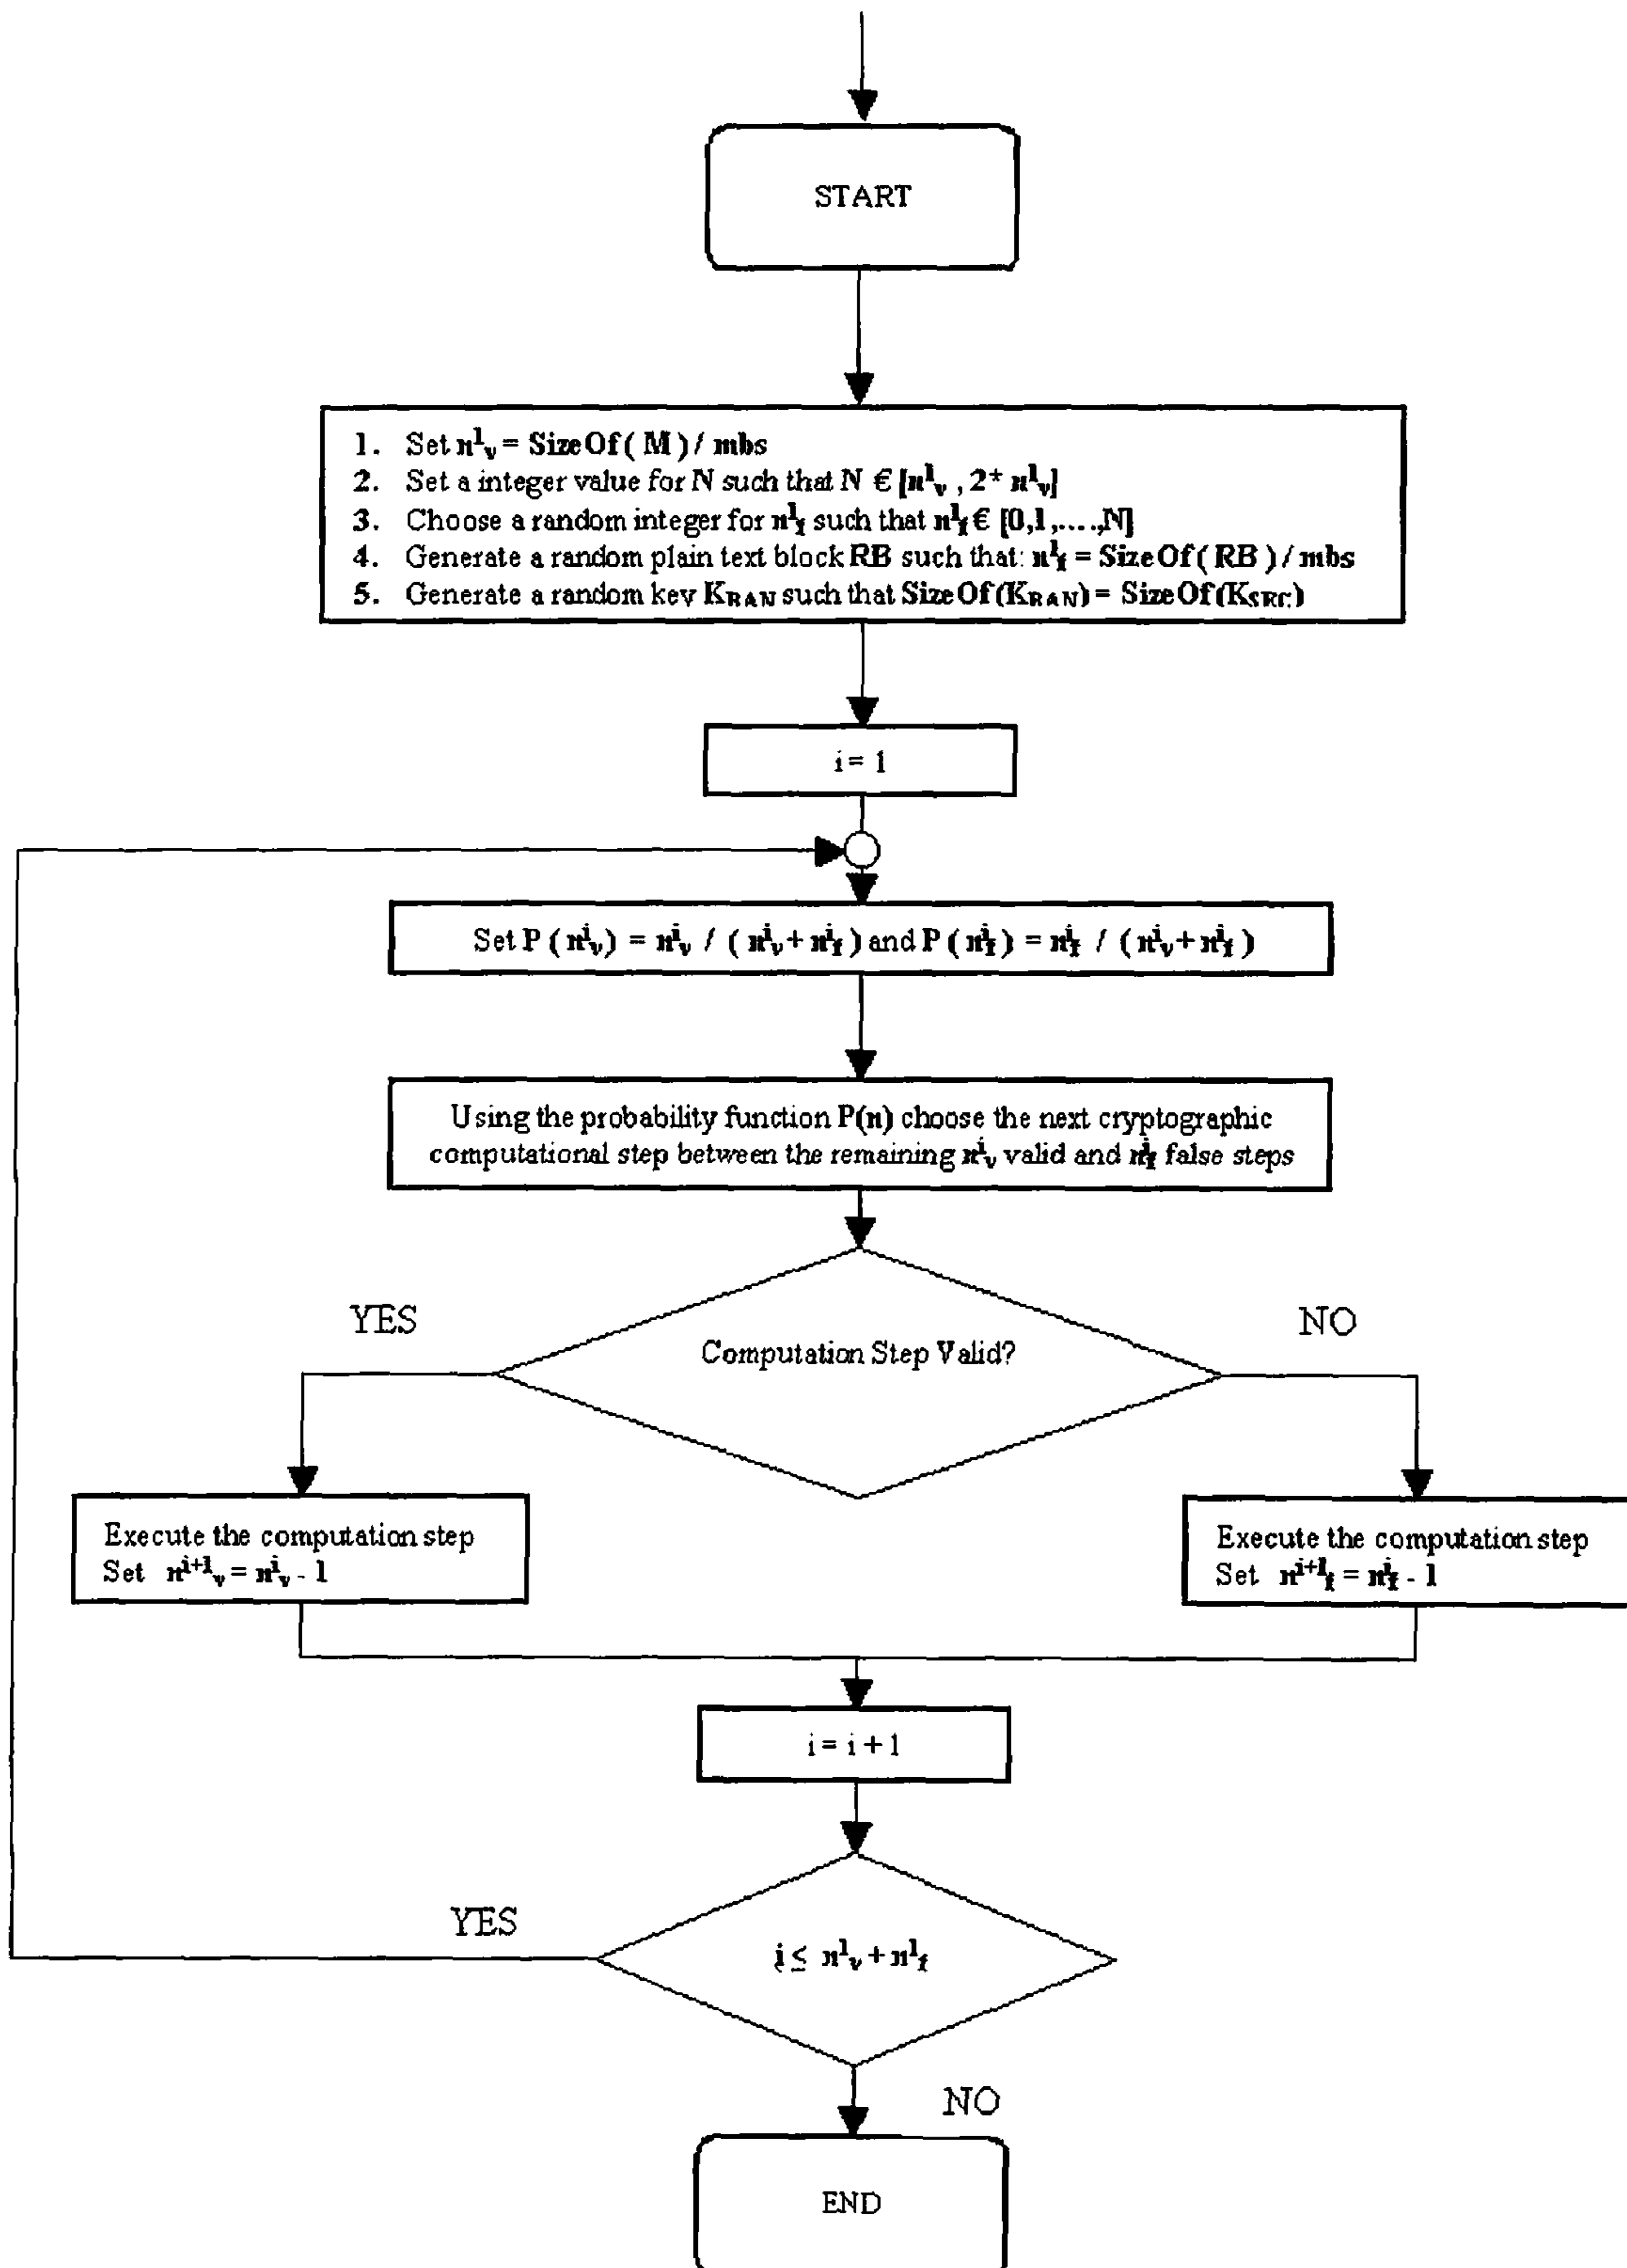 START
1. Set n¹ᵥ = SizeOf( M ) / mbs
2. Set a integer value for N such that N € [n¹ᵥ , 2* n¹ᵥ]
3. Choose a random integer for n¹f such that n¹f € [0,1,....,N]
4. Generate a random plain text block RB such that: n¹f = SizeOf( RB ) / mbs
5. Generate a random key K_RAN such that SizeOf(K_RAN) = SizeOf(K_SRC)
i = 1
Set P ( nⁱᵥ ) = nⁱᵥ / ( nⁱᵥ + nⁱf ) and P ( nⁱf ) = nⁱf / ( nⁱᵥ + nⁱf )
Using the probability function P(n) choose the next cryptographic
computational step between the remaining nⁱᵥ valid and nⁱf false steps
YES
NO
Computation Step Valid?
Execute the computation step
Set nⁱ⁺¹ᵥ = nⁱᵥ - 1
Execute the computation step
Set nⁱ⁺¹f = nⁱf - 1
i = i + 1
YES
i ≤ n¹ᵥ + n¹f
NO
END